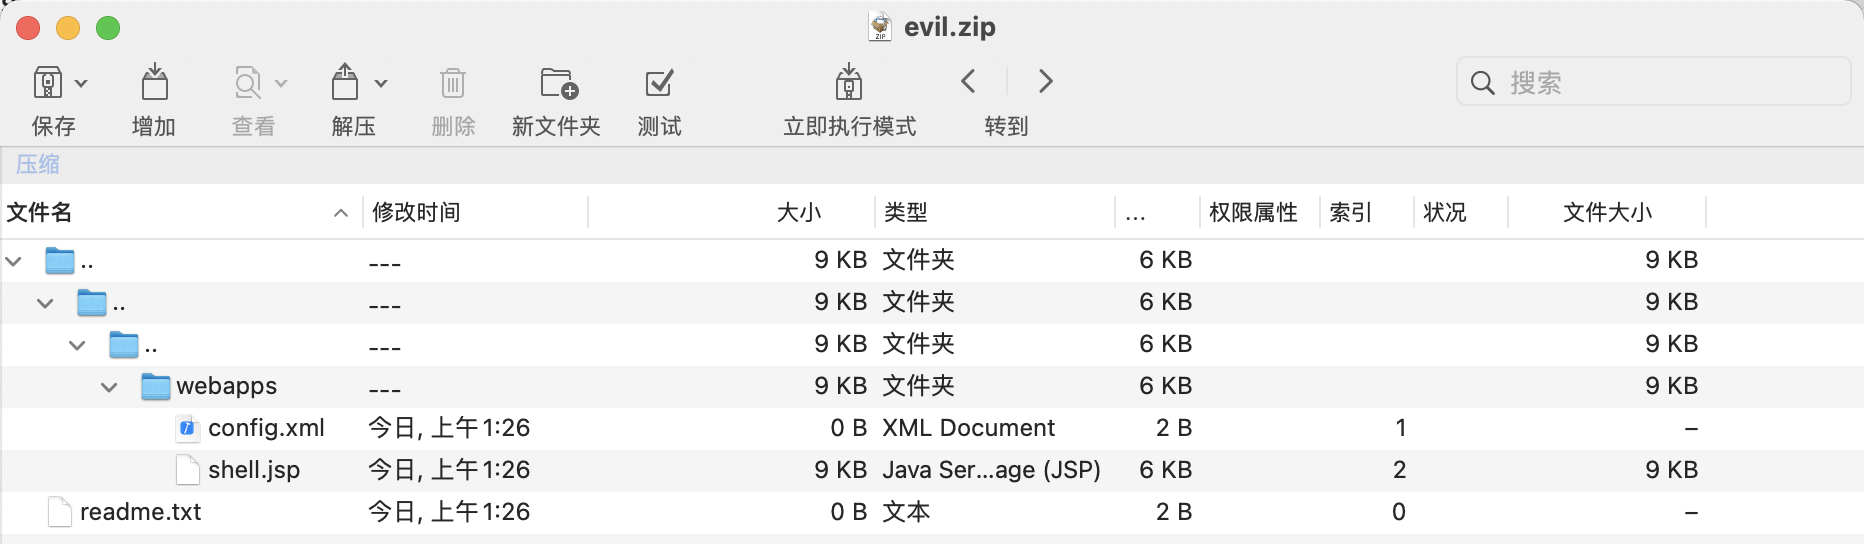 evil.zip
保存 增加 查看 解压 删除 新文件夹 测试 立即执行模式 转到 搜索
压缩
文件名 修改时间 大小 类型 ... 权限属性 索引 状况 文件大小
.. --- 9 KB 文件夹 6 KB 9 KB
.. --- 9 KB 文件夹 6 KB 9 KB
.. --- 9 KB 文件夹 6 KB 9 KB
webapps --- 9 KB 文件夹 6 KB 9 KB
config.xml 今日, 上午1:26 0 B XML Document 2 B 1 –
shell.jsp 今日, 上午1:26 9 KB Java Ser...age (JSP) 6 KB 2 9 KB
readme.txt 今日, 上午1:26 0 B 文本 2 B 0 –